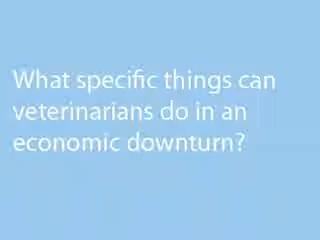 What specific things can
veterinarians do in an
economic downturn?